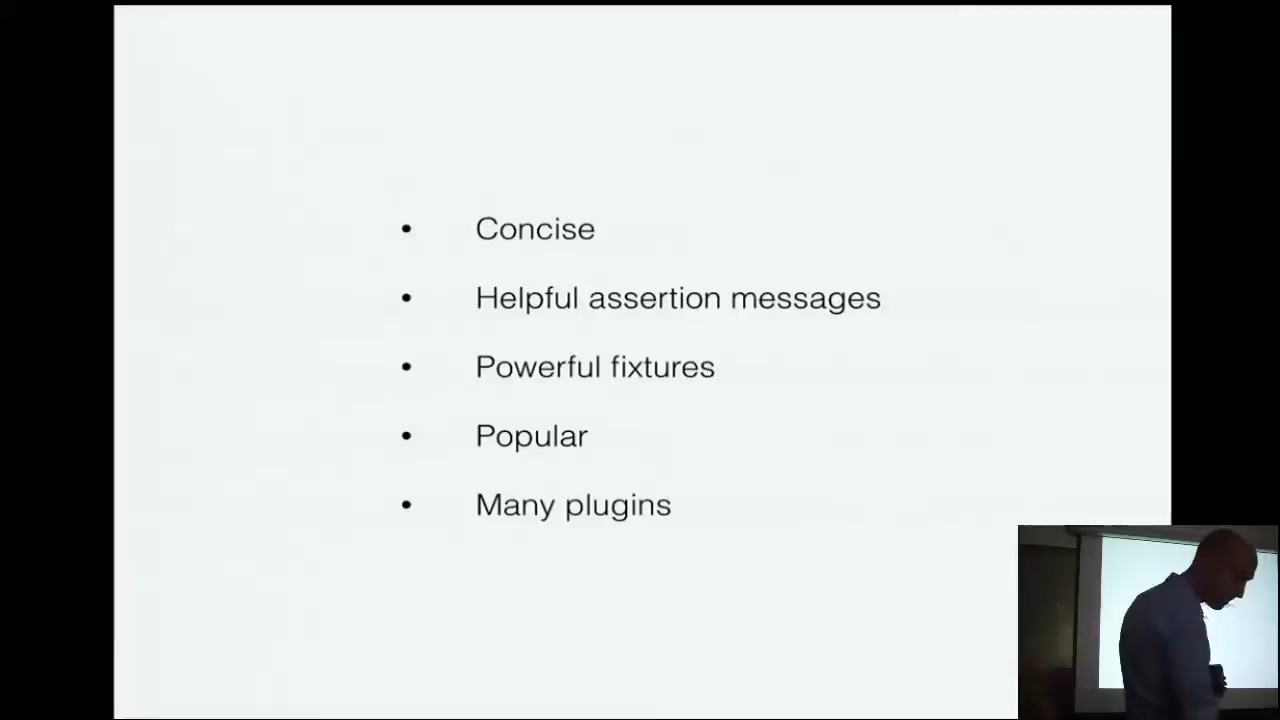 • Concise
• Helpful assertion messages
• Powerful fixtures
• Popular
• Many plugins